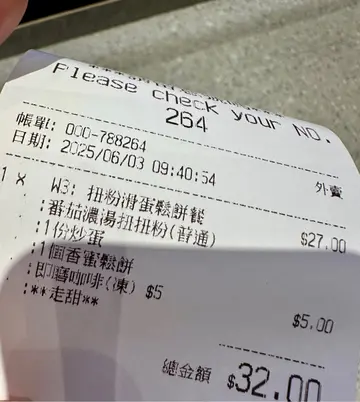 Please check your NO.
264
帳單: 000-788264
日期: 2025/06/03 09:40:54
外賣
1 x W3: 扭粉滑蛋鬆餅餐 $27.00
:番茄濃湯扭扭粉(普通)
:1份炒蛋
:1個香蜜鬆餅
:即磨咖啡(凍) $5 $5.00
:**走甜**
總金額 $32.00